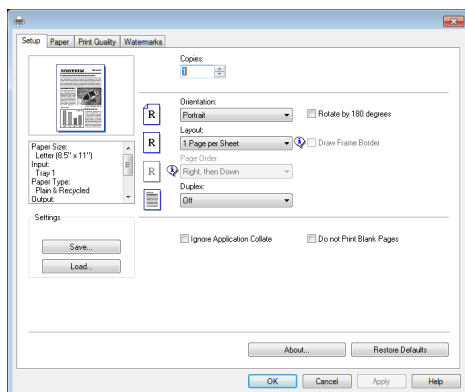 Setup
Paper
Print Quality
Watermarks
Copies:
1
Orientation:
R
Portrait
Rotate by 180 degrees
Layout:
R
1 Page per Sheet
Draw Frame Border
Page Order:
R
Right, then Down
Duplex:
Off
Paper Size:
Letter (8.5" x 11")
Input:
Tray 1
Paper Type:
Plain & Recycled
Output:
Settings
Save...
Load...
Ignore Application Collate
Do not Print Blank Pages
About...
Restore Defaults
OK
Cancel
Apply
Help